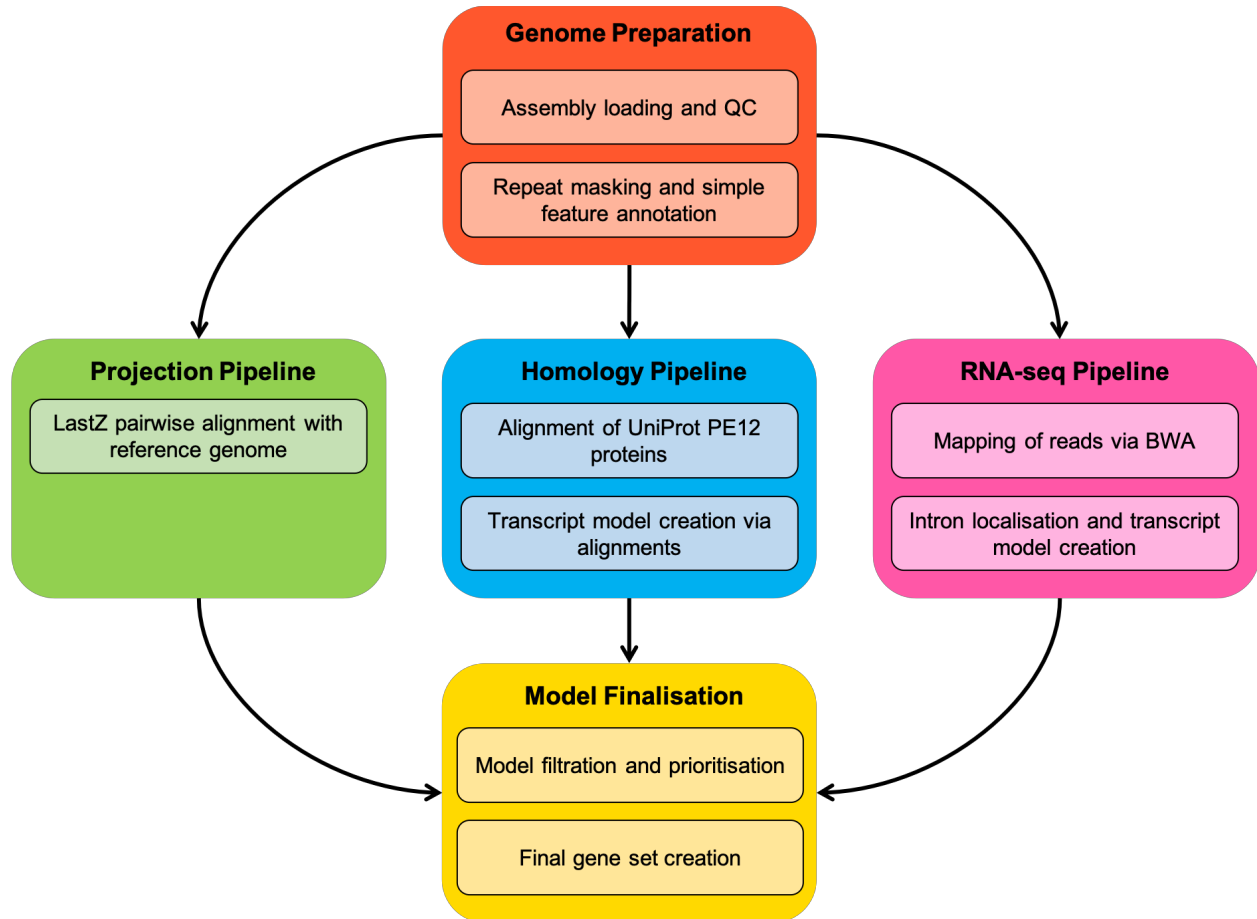 Genome Preparation
Assembly loading and QC
Repeat masking and simple
feature annotation
Projection Pipeline
LastZ pairwise alignment with
reference genome
Homology Pipeline
Alignment of UniProt PE12
proteins
Transcript model creation via
alignments
RNA-seq Pipeline
Mapping of reads via BWA
Intron localisation and transcript
model creation
Model Finalisation
Model filtration and prioritisation
Final gene set creation